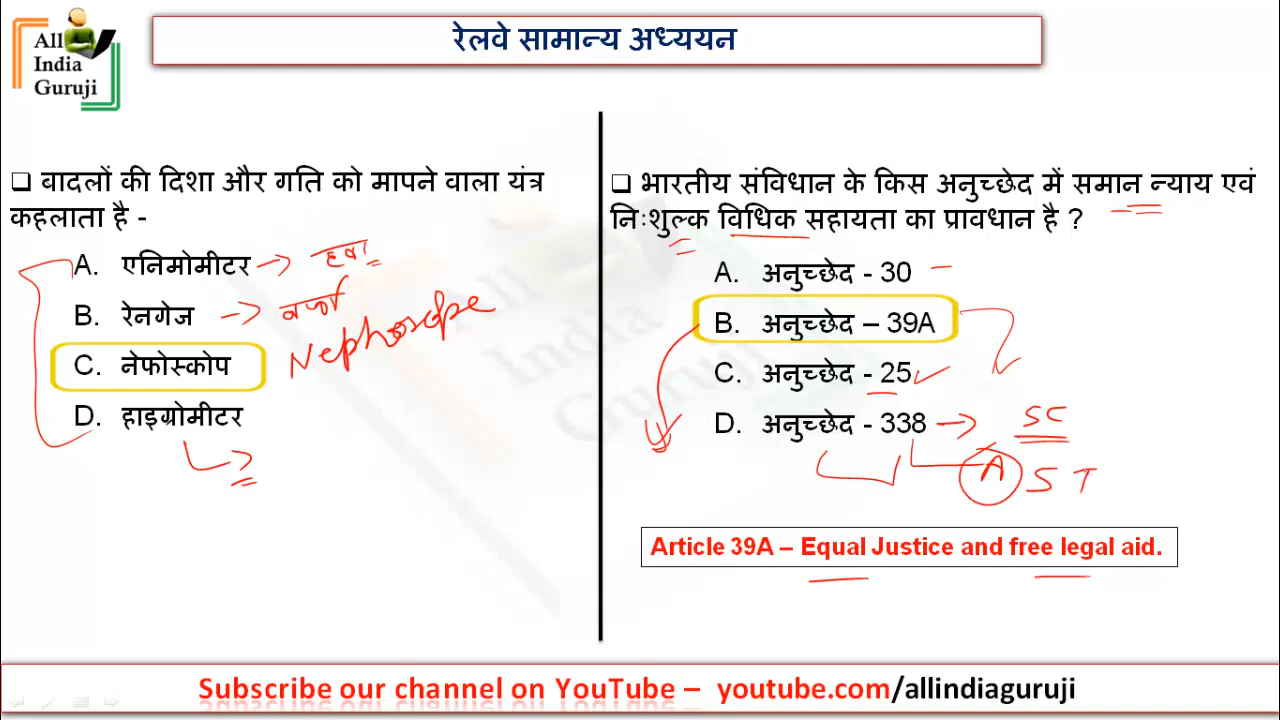 All
India
Guruji
रेलवे सामान्य अध्ययन
❑ बादलों की दिशा और गति को मापने वाला यंत्र
कहलाता है -
A. एनिमोमीटर -> हवा
B. रेनगेज -> वर्षा
Nephoscope
C. नेफोस्कोप
D. हाइग्रोमीटर
❑ भारतीय संविधान के किस अनुच्छेद में समान न्याय एवं
निःशुल्क विधिक सहायता का प्रावधान है ?
A. अनुच्छेद - 30
B. अनुच्छेद – 39A
C. अनुच्छेद - 25
D. अनुच्छेद - 338 -> SC
A ST
Article 39A – Equal Justice and free legal aid.
Subscribe our channel on YouTube – youtube.com/allindiaguruji